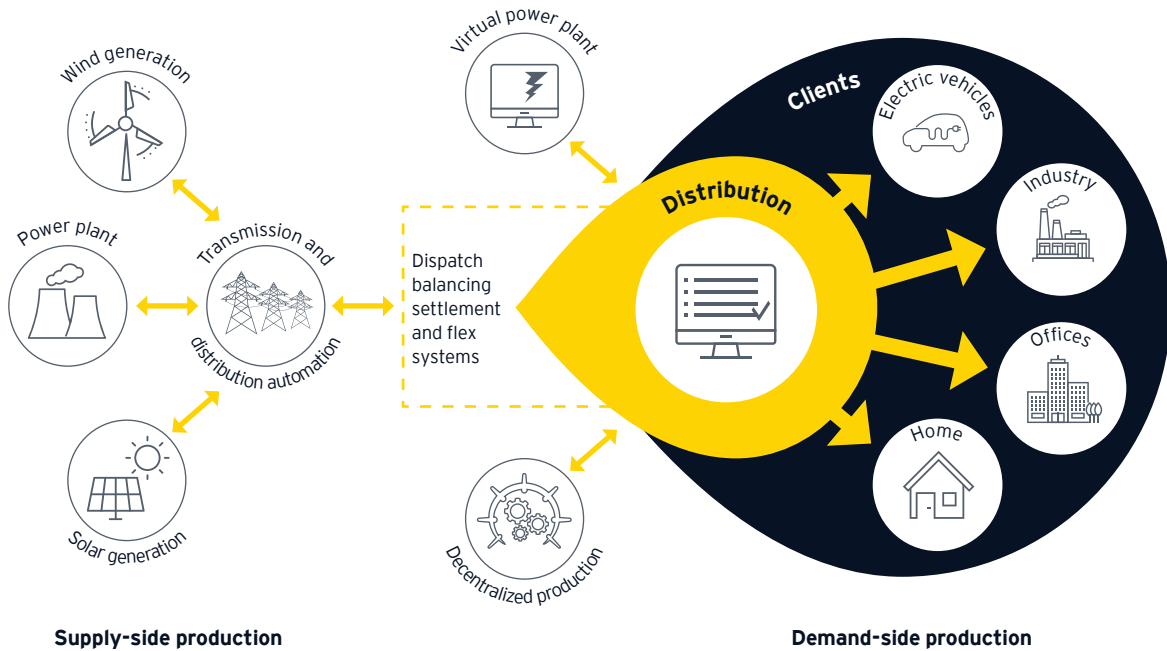 Wind generation
Power plant
Solar generation
Transmission and
distribution automation
Dispatch
balancing
settlement
and flex
systems
Virtual power plant
Decentralized production
Distribution
Clients
Electric vehicles
Industry
Offices
Home
Supply-side production
Demand-side production